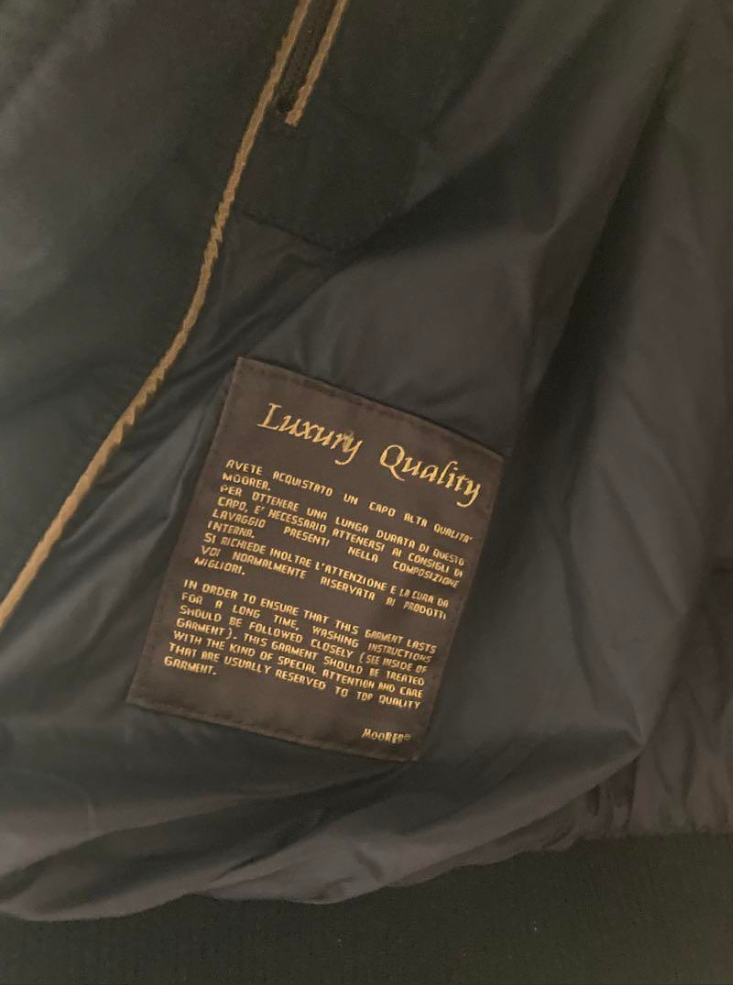 Luxury Quality
AVETE ACQUISTATO UN CAPO ALTA QUALITA'
MOORER.
PER OTTENERE UNA LUNGA DURATA DI QUESTO
CAPO, E' NECESSARIO ATTENERSI AI CONSIGLI DI
LAVAGGIO PRESENTI NELLA COMPOSIZIONE
INTERNA.
SI RICHIEDE INOLTRE L'ATTENZIONE E LA CURA DA
VOI NORMALMENTE RISERVATA AI PRODOTTI
MIGLIORI.
IN ORDER TO ENSURE THAT THIS GARMENT LASTS
FOR A LONG TIME, WASHING INSTRUCTIONS
SHOULD BE FOLLOWED CLOSELY (SEE INSIDE OF
GARMENT). THIS GARMENT SHOULD BE TREATED
WITH THE KIND OF SPECIAL ATTENTION AND CARE
THAT ARE USUALLY RESERVED TO TOP QUALITY
GARMENT.
MOORER®